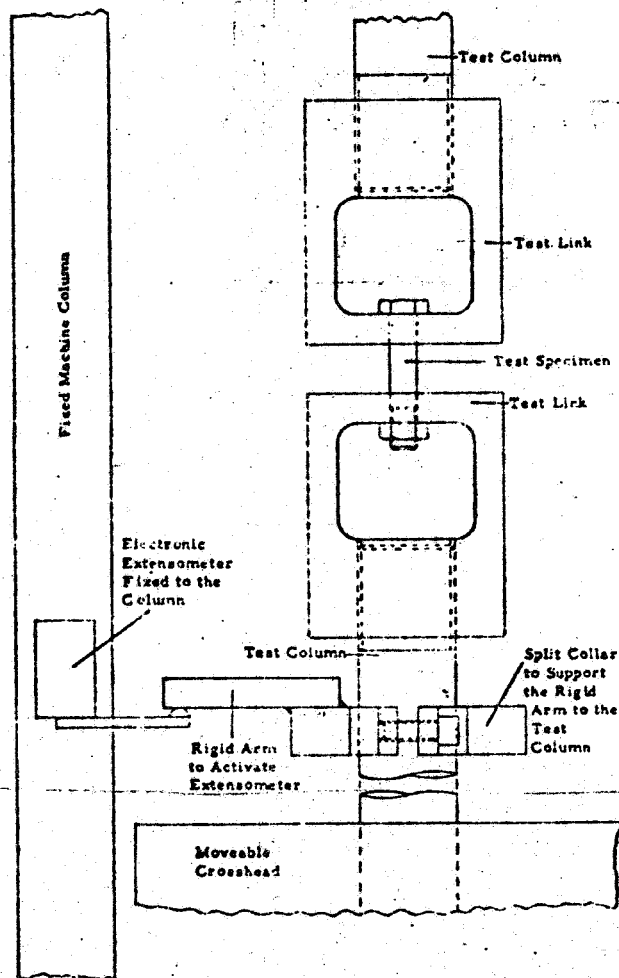 Test Column
Test Link
Fixed Machine Column
Test Specimen
Test Link
Electronic
Extensometer
Fixed to the
Column
Test Column
Split Collar
to Support
the Rigid
Arm to the
Test
Column
Rigid Arm
to Activate
Extensometer
Moveable
Crosshead